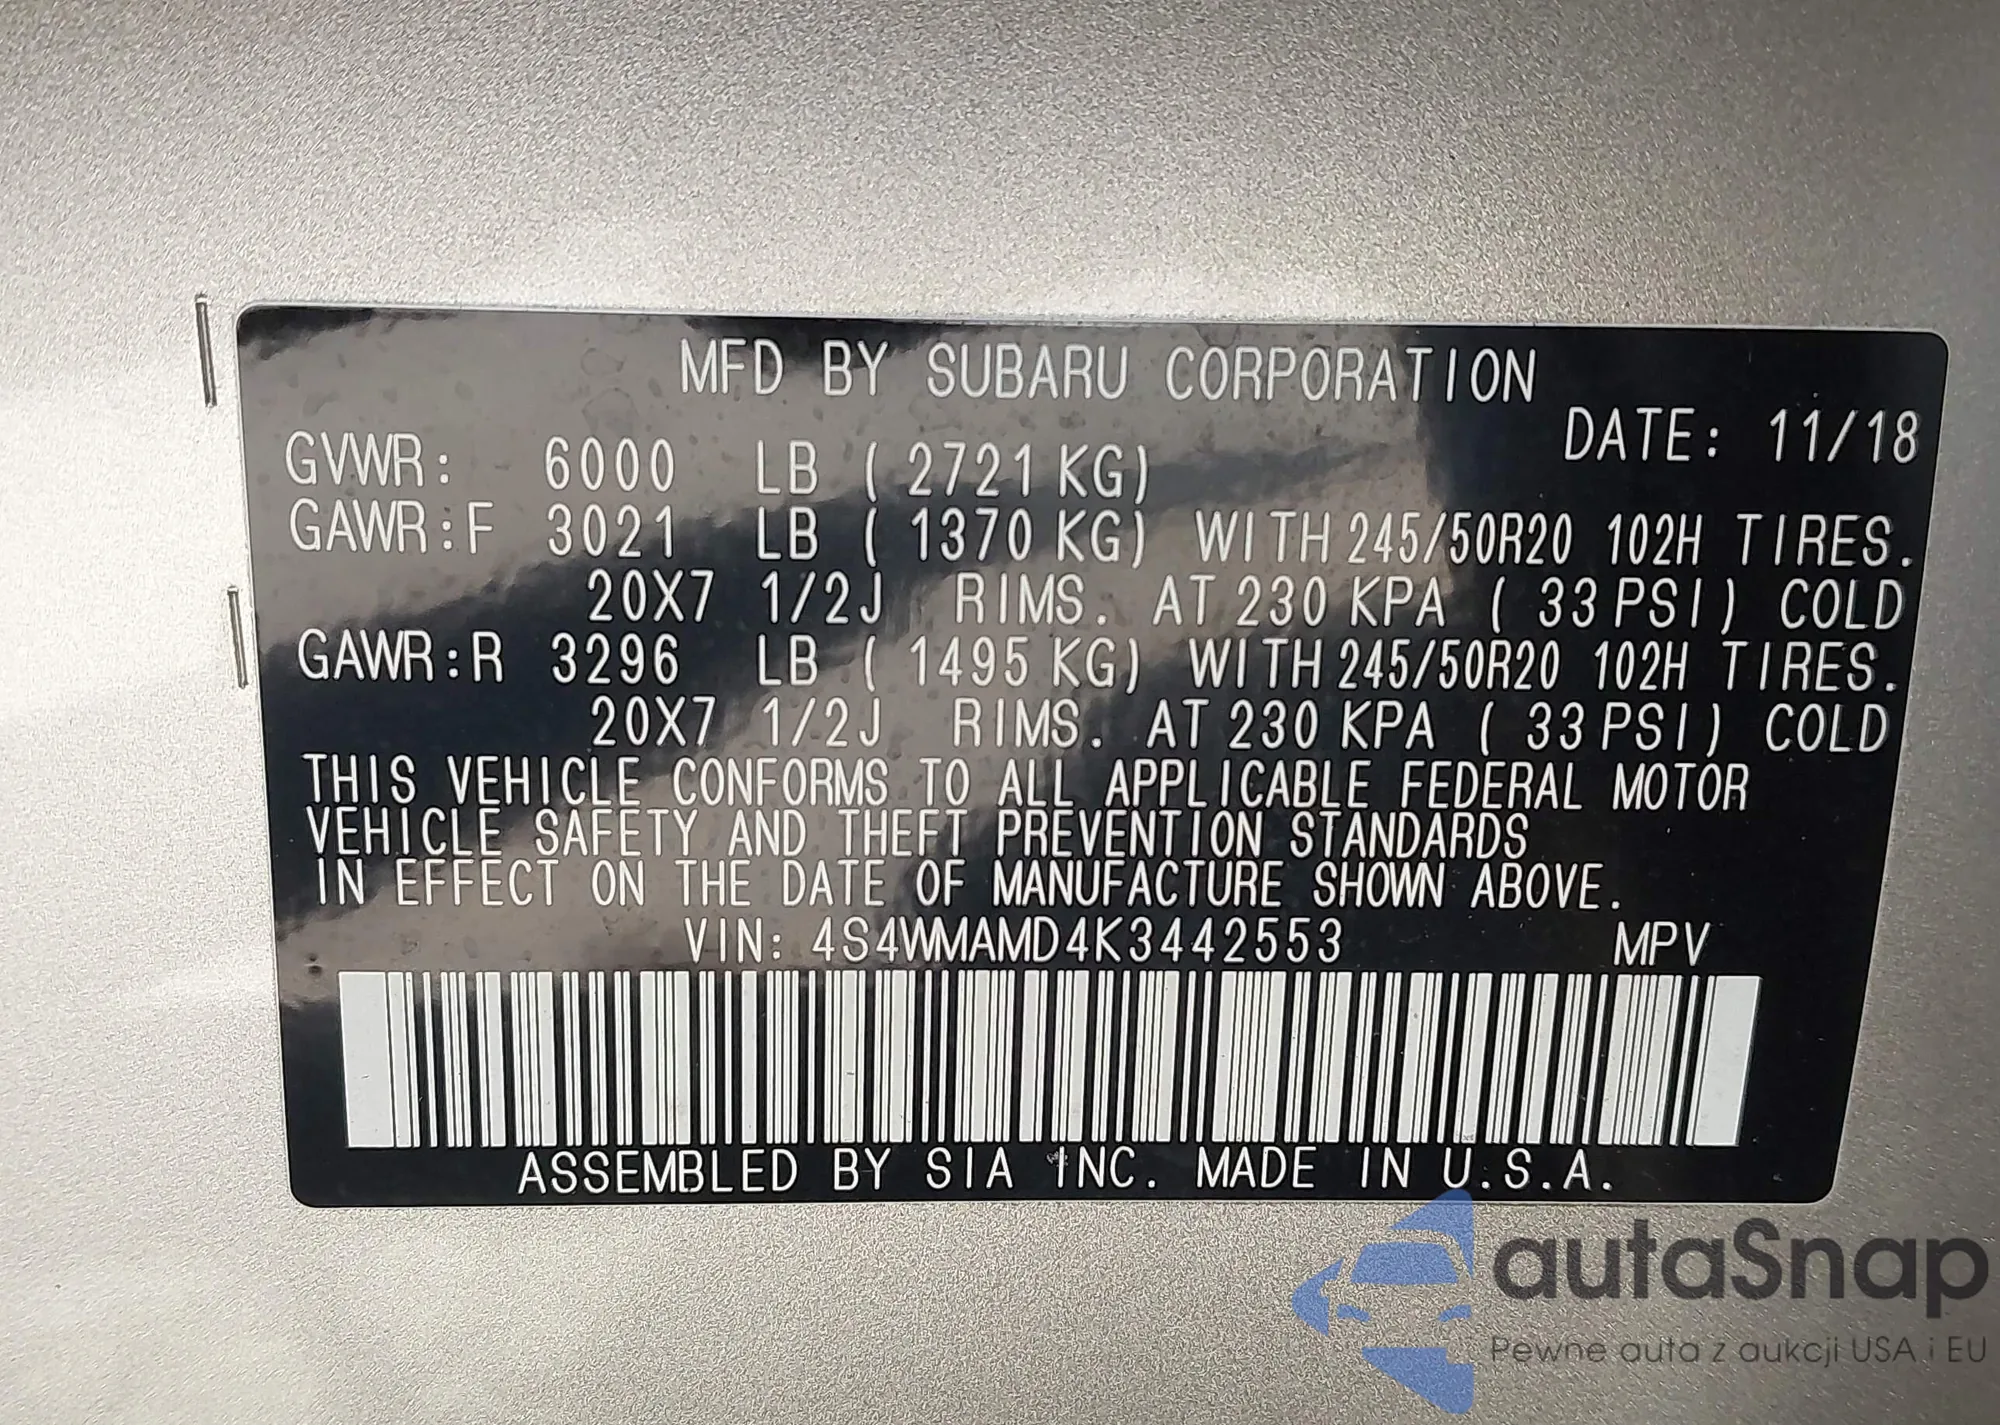 MFD BY SUBARU CORPORATION
DATE: 11/18
GVWR: 6000 LB ( 2721 KG)
GAWR:F 3021 LB ( 1370 KG) WITH 245/50R20 102H TIRES.
20X7 1/2J RIMS. AT 230 KPA ( 33 PSI) COLD
GAWR:R 3296 LB ( 1495 KG) WITH 245/50R20 102H TIRES.
20X7 1/2J RIMS. AT 230 KPA ( 33 PSI) COLD
THIS VEHICLE CONFORMS TO ALL APPLICABLE FEDERAL MOTOR
VEHICLE SAFETY AND THEFT PREVENTION STANDARDS
IN EFFECT ON THE DATE OF MANUFACTURE SHOWN ABOVE.
VIN: 4S4WMAMD4K3442553 MPV
ASSEMBLED BY SIA INC. MADE IN U.S.A.
autaSnap
Pewne auta z aukcji USA i EU